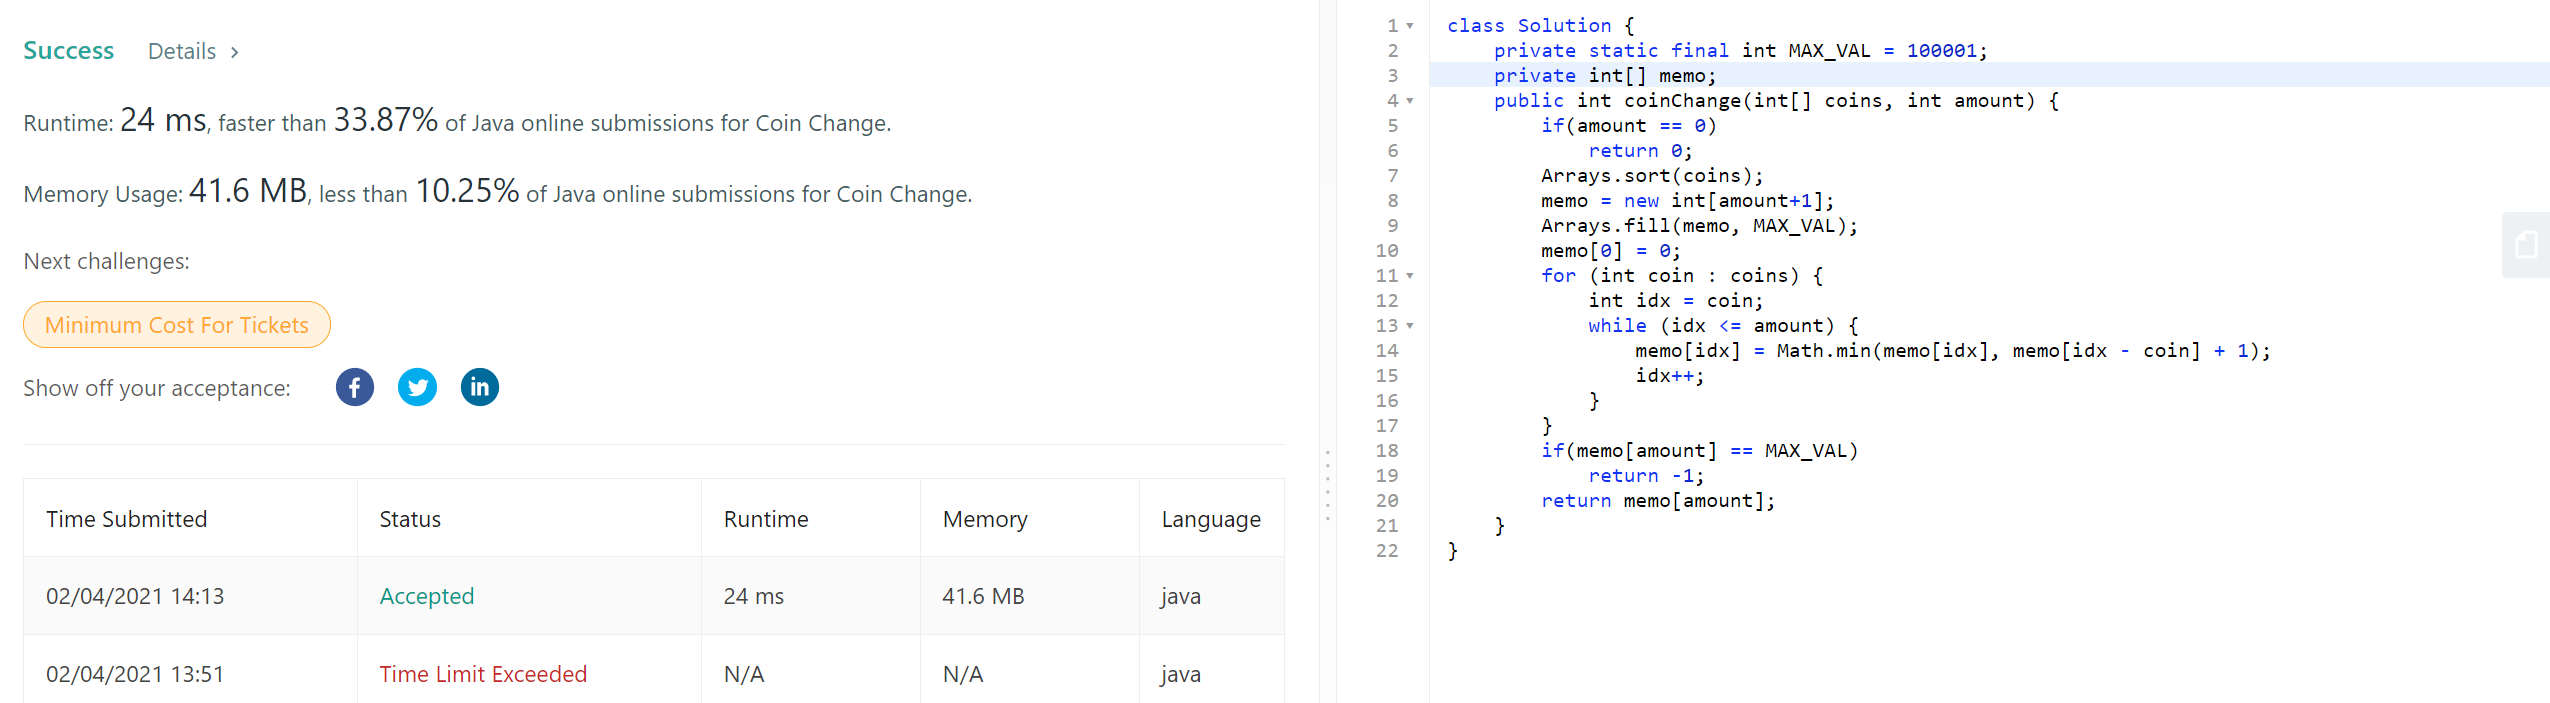 Success Details >
Runtime: 24 ms, faster than 33.87% of Java online submissions for Coin Change.
Memory Usage: 41.6 MB, less than 10.25% of Java online submissions for Coin Change.
Next challenges:
Minimum Cost For Tickets
Show off your acceptance:
Time Submitted Status Runtime Memory Language
02/04/2021 14:13 Accepted 24 ms 41.6 MB java
02/04/2021 13:51 Time Limit Exceeded N/A N/A java
1 class Solution {
2 private static final int MAX_VAL = 100001;
3 private int[] memo;
4 public int coinChange(int[] coins, int amount) {
5 if(amount == 0)
6 return 0;
7 Arrays.sort(coins);
8 memo = new int[amount+1];
9 Arrays.fill(memo, MAX_VAL);
10 memo[0] = 0;
11 for (int coin : coins) {
12 int idx = coin;
13 while (idx <= amount) {
14 memo[idx] = Math.min(memo[idx], memo[idx - coin] + 1);
15 idx++;
16 }
17 }
18 if(memo[amount] == MAX_VAL)
19 return -1;
20 return memo[amount];
21 }
22 }